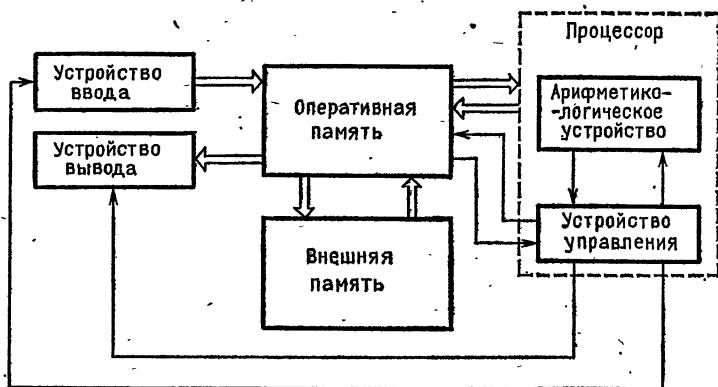 Процессор
Устройство
ввода
Оперативная
память
Арифметико-
-логическое
устройство
Устройство
вывода
Устройство
управления
Внешняя
память